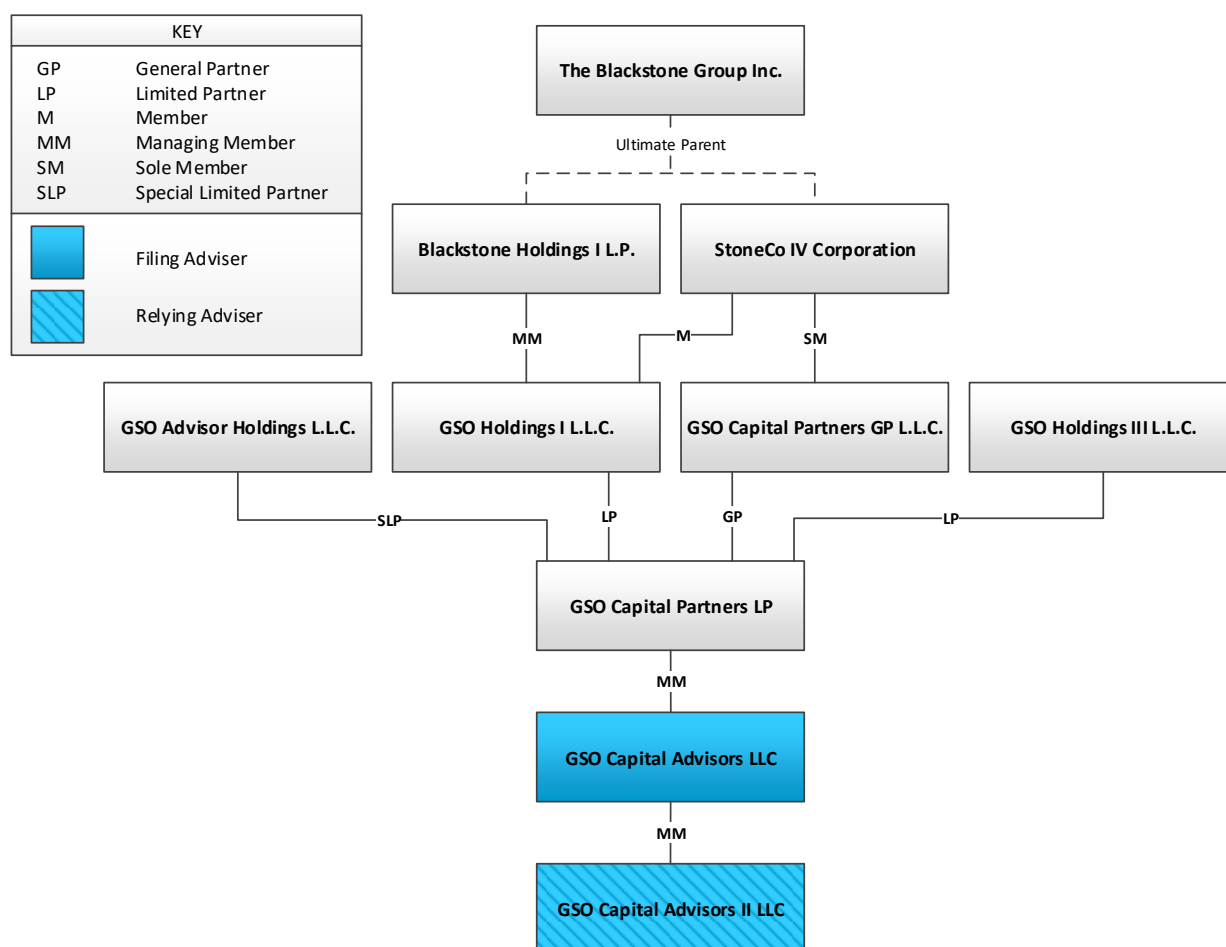 KEY
GP General Partner
LP Limited Partner
M Member
MM Managing Member
SM Sole Member
SLP Special Limited Partner
Filing Adviser
Relying Adviser
The Blackstone Group Inc.
Ultimate Parent
Blackstone Holdings I L.P.
StoneCo IV Corporation
MM
M
SM
GSO Advisor Holdings L.L.C.
GSO Holdings I L.L.C.
GSO Capital Partners GP L.L.C.
GSO Holdings III L.L.C.
SLP
LP
GP
LP
GSO Capital Partners LP
MM
GSO Capital Advisors LLC
MM
GSO Capital Advisors II LLC